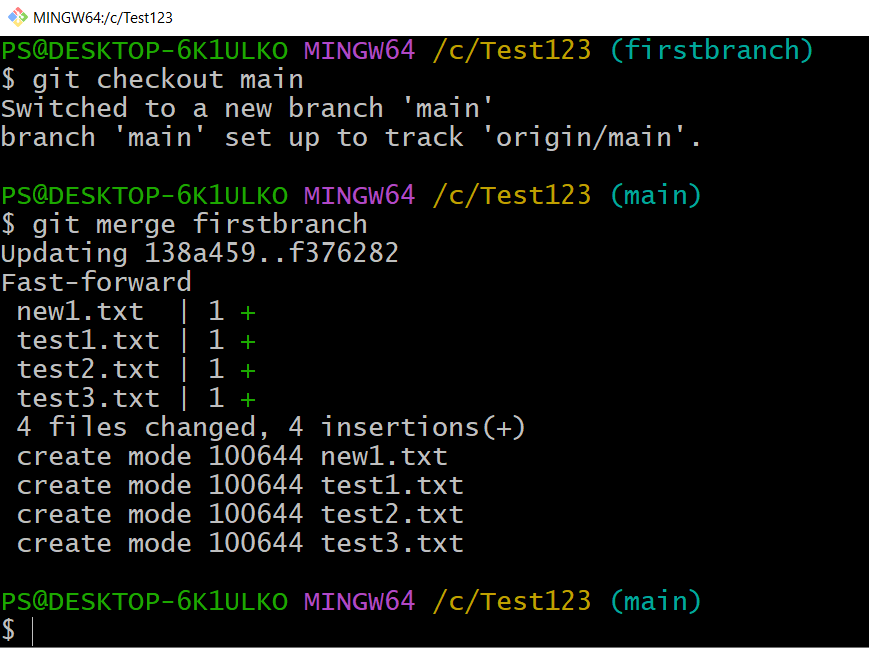 MINGW64:/c/Test123
PS@DESKTOP-6K1ULKO MINGW64 /c/Test123 (firstbranch)
$ git checkout main
Switched to a new branch 'main'
branch 'main' set up to track 'origin/main'.
PS@DESKTOP-6K1ULKO MINGW64 /c/Test123 (main)
$ git merge firstbranch
Updating 138a459..f376282
Fast-forward
 new1.txt  | 1 +
 test1.txt | 1 +
 test2.txt | 1 +
 test3.txt | 1 +
 4 files changed, 4 insertions(+)
 create mode 100644 new1.txt
 create mode 100644 test1.txt
 create mode 100644 test2.txt
 create mode 100644 test3.txt
PS@DESKTOP-6K1ULKO MINGW64 /c/Test123 (main)
$